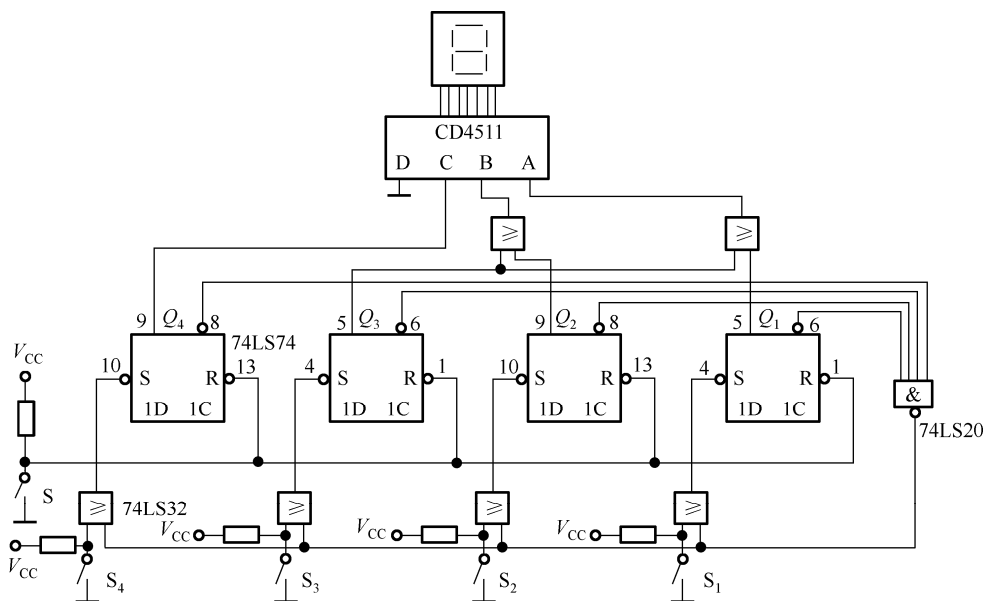 CD4511
D C B A
≥ ≥
9 Q4 8 5 Q3 6 9 Q2 8 5 Q1 6
74LS74
VCC
10 S R 13 4 S R 1 10 S R 13 4 S R 1
1D 1C 1D 1C 1D 1C 1D 1C
&
74LS20
S
≥ 74LS32 ≥ ≥ ≥
VCC VCC VCC
VCC
S4 S3 S2 S1